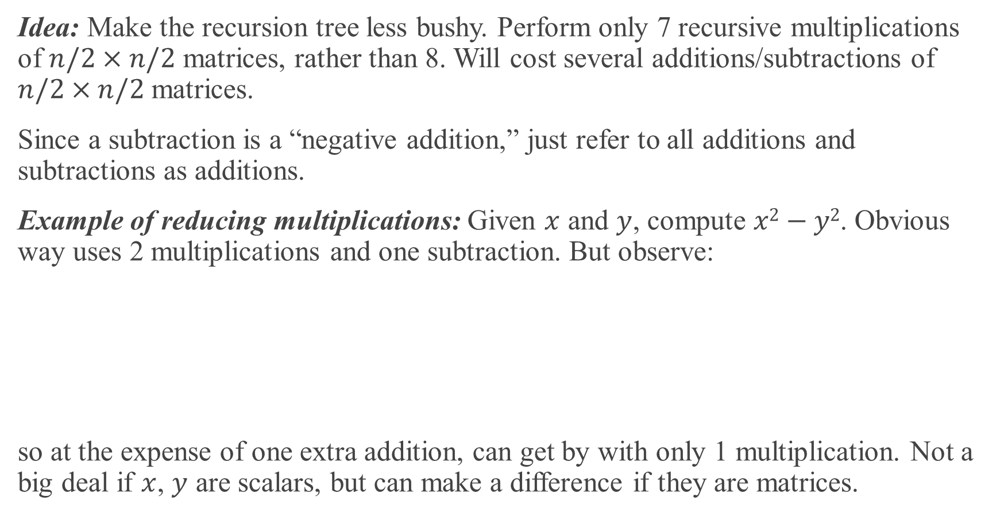 Idea: Make the recursion tree less bushy. Perform only 7 recursive multiplications
of n/2 × n/2 matrices, rather than 8. Will cost several additions/subtractions of
n/2 × n/2 matrices.
Since a subtraction is a “negative addition,” just refer to all additions and
subtractions as additions.
Example of reducing multiplications: Given x and y, compute x² − y². Obvious
way uses 2 multiplications and one subtraction. But observe:
so at the expense of one extra addition, can get by with only 1 multiplication. Not a
big deal if x, y are scalars, but can make a difference if they are matrices.